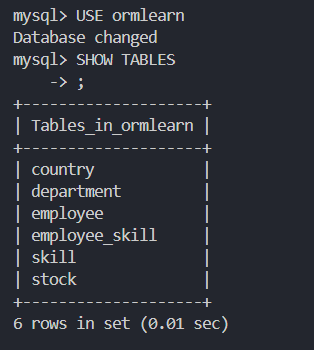 mysql> USE ormlearn
Database changed
mysql> SHOW TABLES
    -> ;
+--------------------+
| Tables_in_ormlearn |
+--------------------+
| country            |
| department         |
| employee           |
| employee_skill     |
| skill              |
| stock              |
+--------------------+
6 rows in set (0.01 sec)